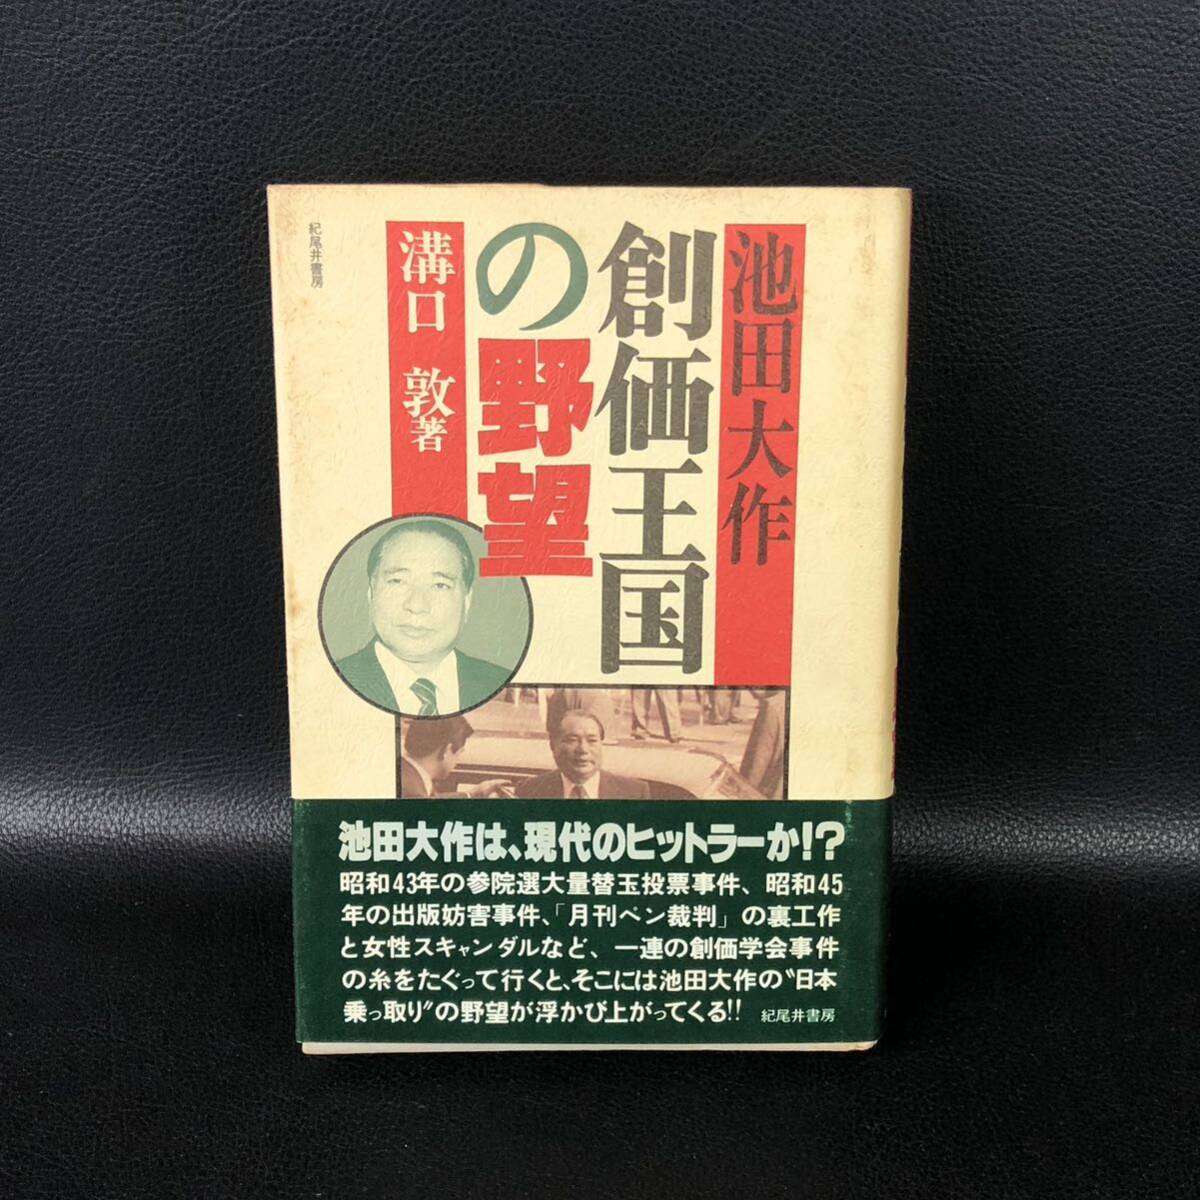 池田大作
創価王国
の野望
溝口 敦著
紀尾井書房
池田大作は、現代のヒットラーか!?
昭和43年の参院選大量替玉投票事件、昭和45
年の出版妨害事件、「月刊ペン裁判」の裏工作
と女性スキャンダルなど、一連の創価学会事件
の糸をたぐって行くと、そこには池田大作の“日本
乗っ取り”の野望が浮かび上がってくる!!
紀尾井書房